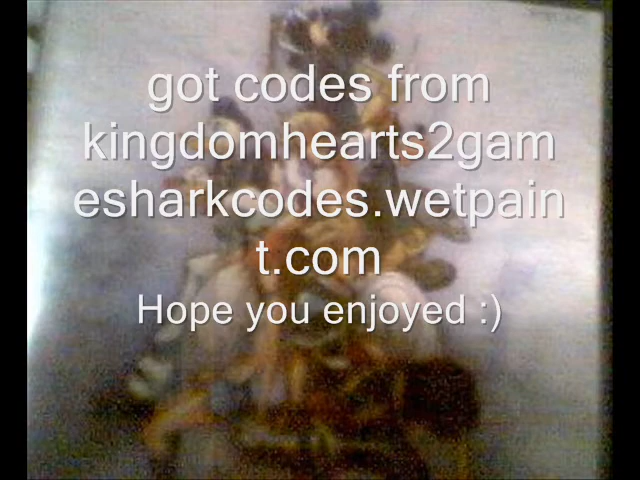 got codes from
kingdomhearts2gam
esharkcodes.wetpain
t.com
Hope you enjoyed :)